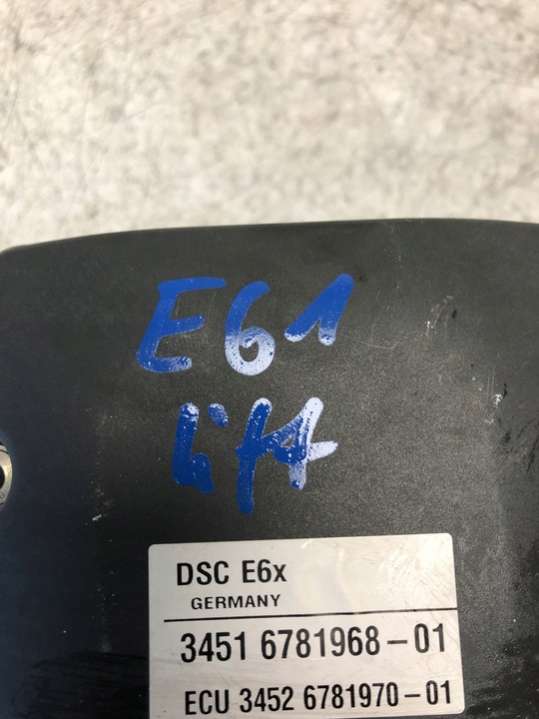 E61
DSC E6x
GERMANY
3451 6781968-01
ECU 3452 6781970-01